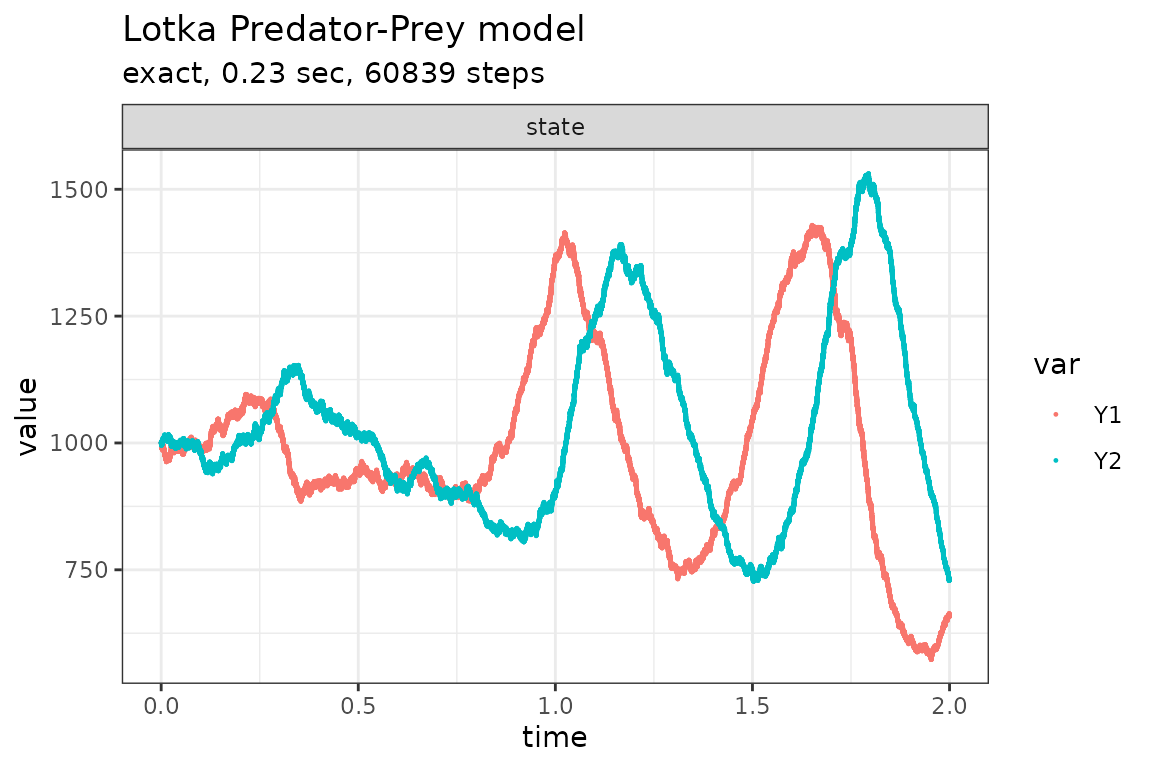 Lotka Predator-Prey model
exact, 0.23 sec, 60839 steps
state
1500
1250
1000
750
value
0.0 0.5 1.0 1.5 2.0
time
var
Y1
Y2